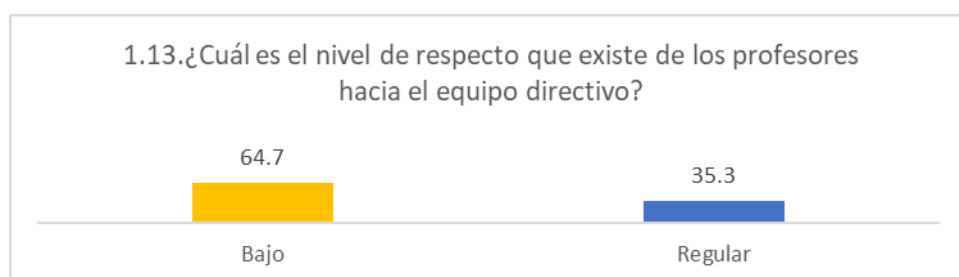 1.13.¿Cuál es el nivel de respecto que existe de los profesores
hacia el equipo directivo?
64.7
35.3
Bajo
Regular